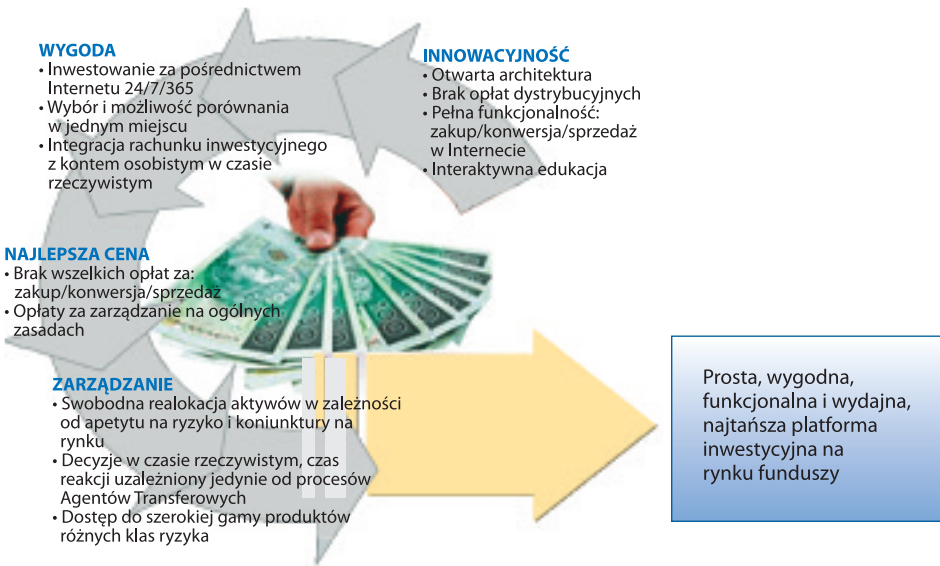 WYGODA
• Inwestowanie za pośrednictwem
Internetu 24/7/365
• Wybór i możliwość porównania
w jednym miejscu
• Integracja rachunku inwestycyjnego
z kontem osobistym w czasie
rzeczywistym
INNOWACYJNOŚĆ
• Otwarta architektura
• Brak opłat dystrybucyjnych
• Pełna funkcjonalność:
zakup/konwersja/sprzedaż
w Internecie
• Interaktywna edukacja
NAJLEPSZA CENA
• Brak wszelkich opłat za:
zakup/konwersja/sprzedaż
• Opłaty za zarządzanie na ogólnych
zasadach
ZARZĄDZANIE
• Swobodna realokacja aktywów w zależności
od apetytu na ryzyko i koniunktury na
rynku
• Decyzje w czasie rzeczywistym, czas
reakcji uzależniony jedynie od procesów
Agentów Transferowych
• Dostęp do szerokiej gamy produktów
różnych klas ryzyka
Prosta, wygodna,
funkcjonalna i wydajna,
najtańsza platforma
inwestycyjna na
rynku funduszy